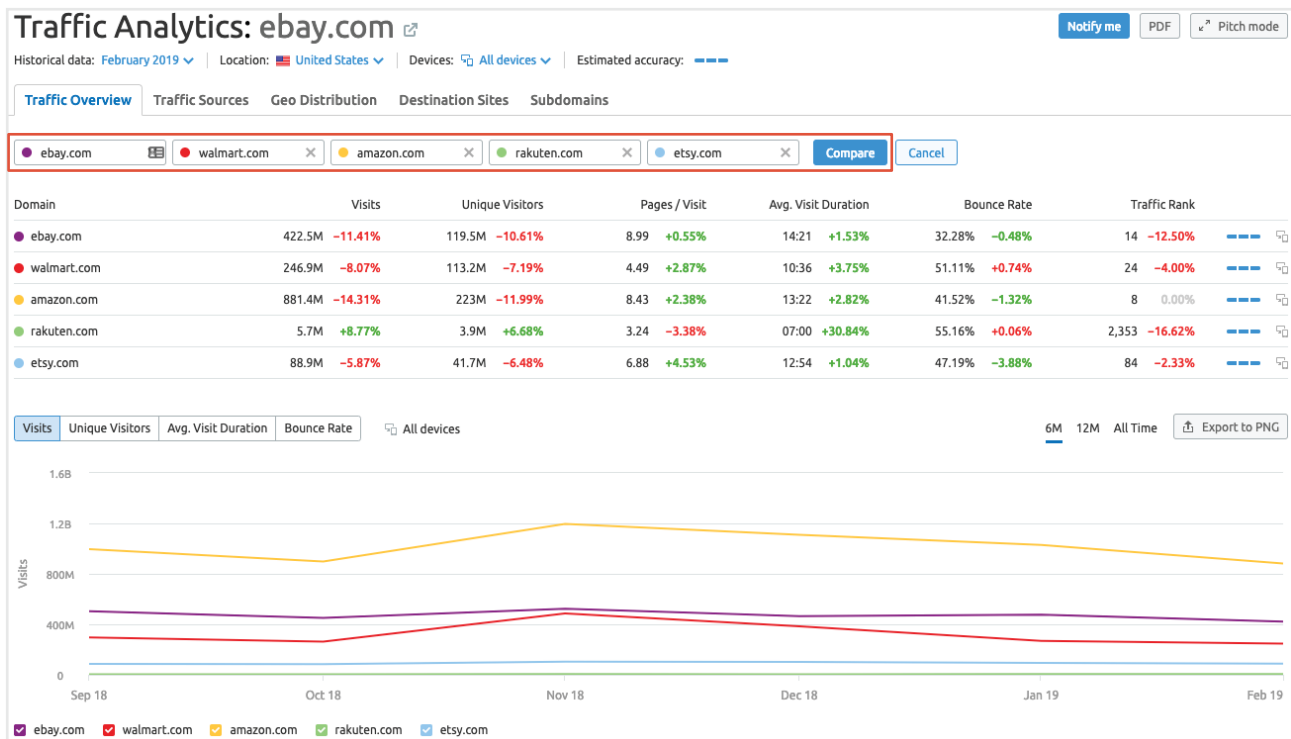 Traffic Analytics: ebay.com
Notify me PDF Pitch mode
Historical data: February 2019 Location: United States Devices: All devices Estimated accuracy:
Traffic Overview Traffic Sources Geo Distribution Destination Sites Subdomains
ebay.com walmart.com amazon.com rakuten.com etsy.com Compare Cancel
Domain Visits Unique Visitors Pages / Visit Avg. Visit Duration Bounce Rate Traffic Rank
ebay.com 422.5M −11.41% 119.5M −10.61% 8.99 +0.55% 14:21 +1.53% 32.28% −0.48% 14 −12.50%
walmart.com 246.9M −8.07% 113.2M −7.19% 4.49 +2.87% 10:36 +3.75% 51.11% +0.74% 24 −4.00%
amazon.com 881.4M −14.31% 223M −11.99% 8.43 +2.38% 13:22 +2.82% 41.52% −1.32% 8 0.00%
rakuten.com 5.7M +8.77% 3.9M +6.68% 3.24 −3.38% 07:00 +30.84% 55.16% +0.06% 2,353 −16.62%
etsy.com 88.9M −5.87% 41.7M −6.48% 6.88 +4.53% 12:54 +1.04% 47.19% −3.88% 84 −2.33%
Visits Unique Visitors Avg. Visit Duration Bounce Rate All devices 6M 12M All Time Export to PNG
1.6B
1.2B
800M
400M
0
Visits
Sep 18 Oct 18 Nov 18 Dec 18 Jan 19 Feb 19
ebay.com walmart.com amazon.com rakuten.com etsy.com